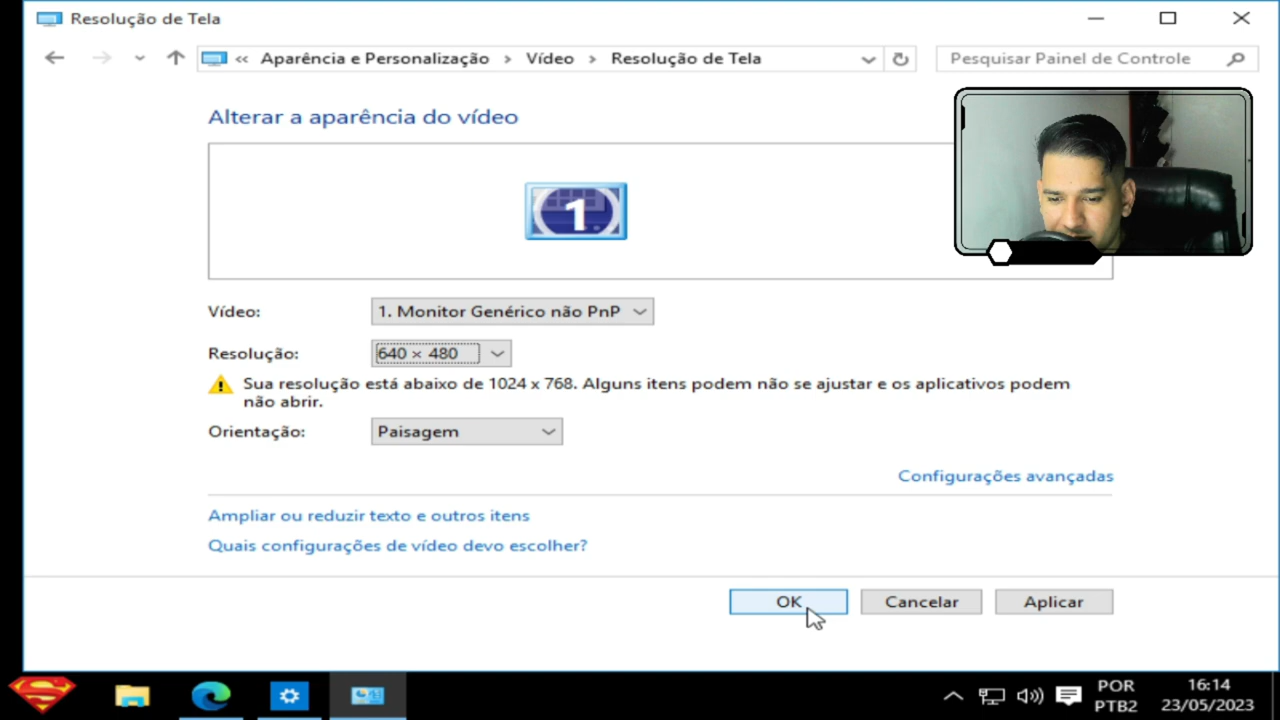 Resolução de Tela
« Aparência e Personalização > Vídeo > Resolução de Tela
Pesquisar Painel de Controle
Alterar a aparência do vídeo
1
Vídeo: 1. Monitor Genérico não PnP
Resolução: 640 × 480
Sua resolução está abaixo de 1024 x 768. Alguns itens podem não se ajustar e os aplicativos podem
não abrir.
Orientação: Paisagem
Configurações avançadas
Ampliar ou reduzir texto e outros itens
Quais configurações de vídeo devo escolher?
OK Cancelar Aplicar
POR
PTB2
16:14
23/05/2023